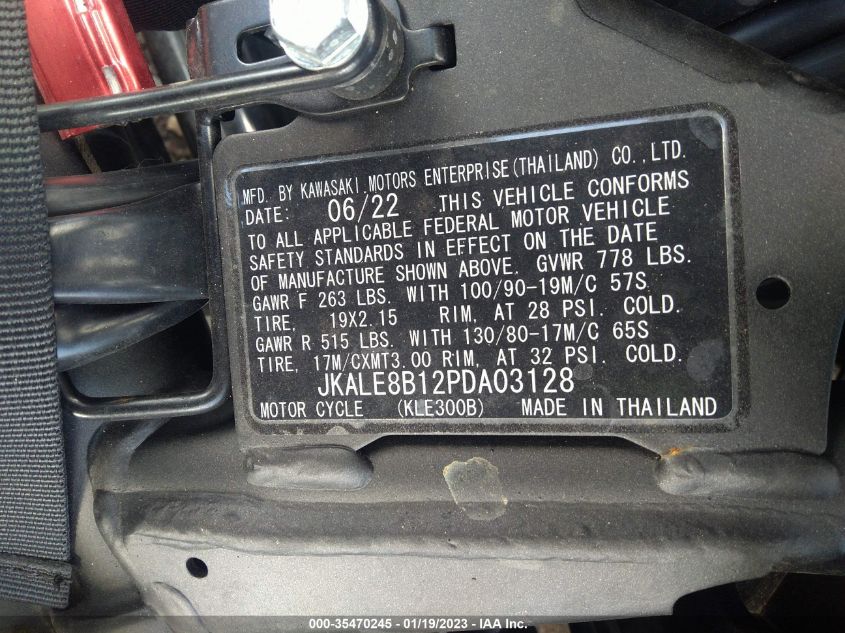 MFD. BY KAWASAKI MOTORS ENTERPRISE (THAILAND) CO., LTD.
DATE: 06/22 THIS VEHICLE CONFORMS
TO ALL APPLICABLE FEDERAL MOTOR VEHICLE
SAFETY STANDARDS IN EFFECT ON THE DATE
OF MANUFACTURE SHOWN ABOVE. GVWR 778 LBS.
GAWR F 263 LBS. WITH 100/90-19M/C 57S
TIRE, 19X2.15 RIM, AT 28 PSI. COLD.
GAWR R 515 LBS. WITH 130/80-17M/C 65S
TIRE, 17M/CXMT3.00 RIM, AT 32 PSI. COLD.
JKALE8B12PDA03128
MOTOR CYCLE (KLE300B) MADE IN THAILAND
000-35470245 - 01/19/2023 - IAA Inc.